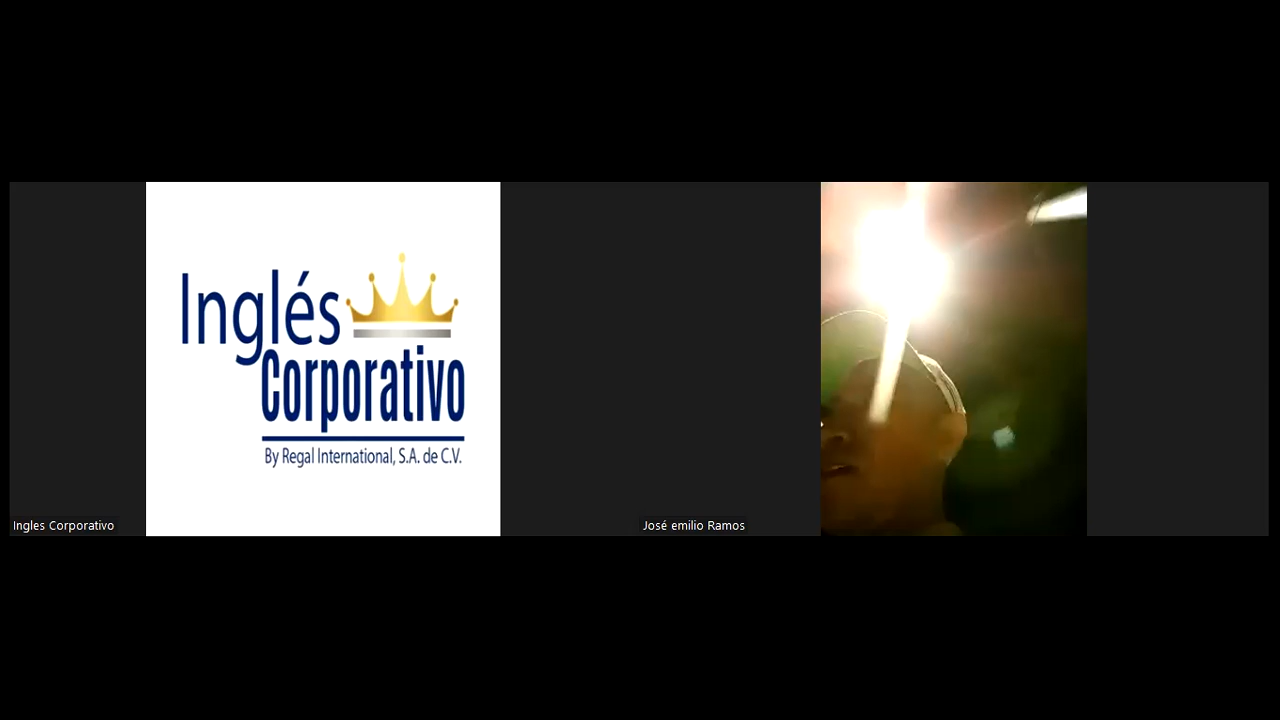 Inglés
Corporativo
By Regal International, S.A. de C.V.
Ingles Corporativo
José emilio Ramos